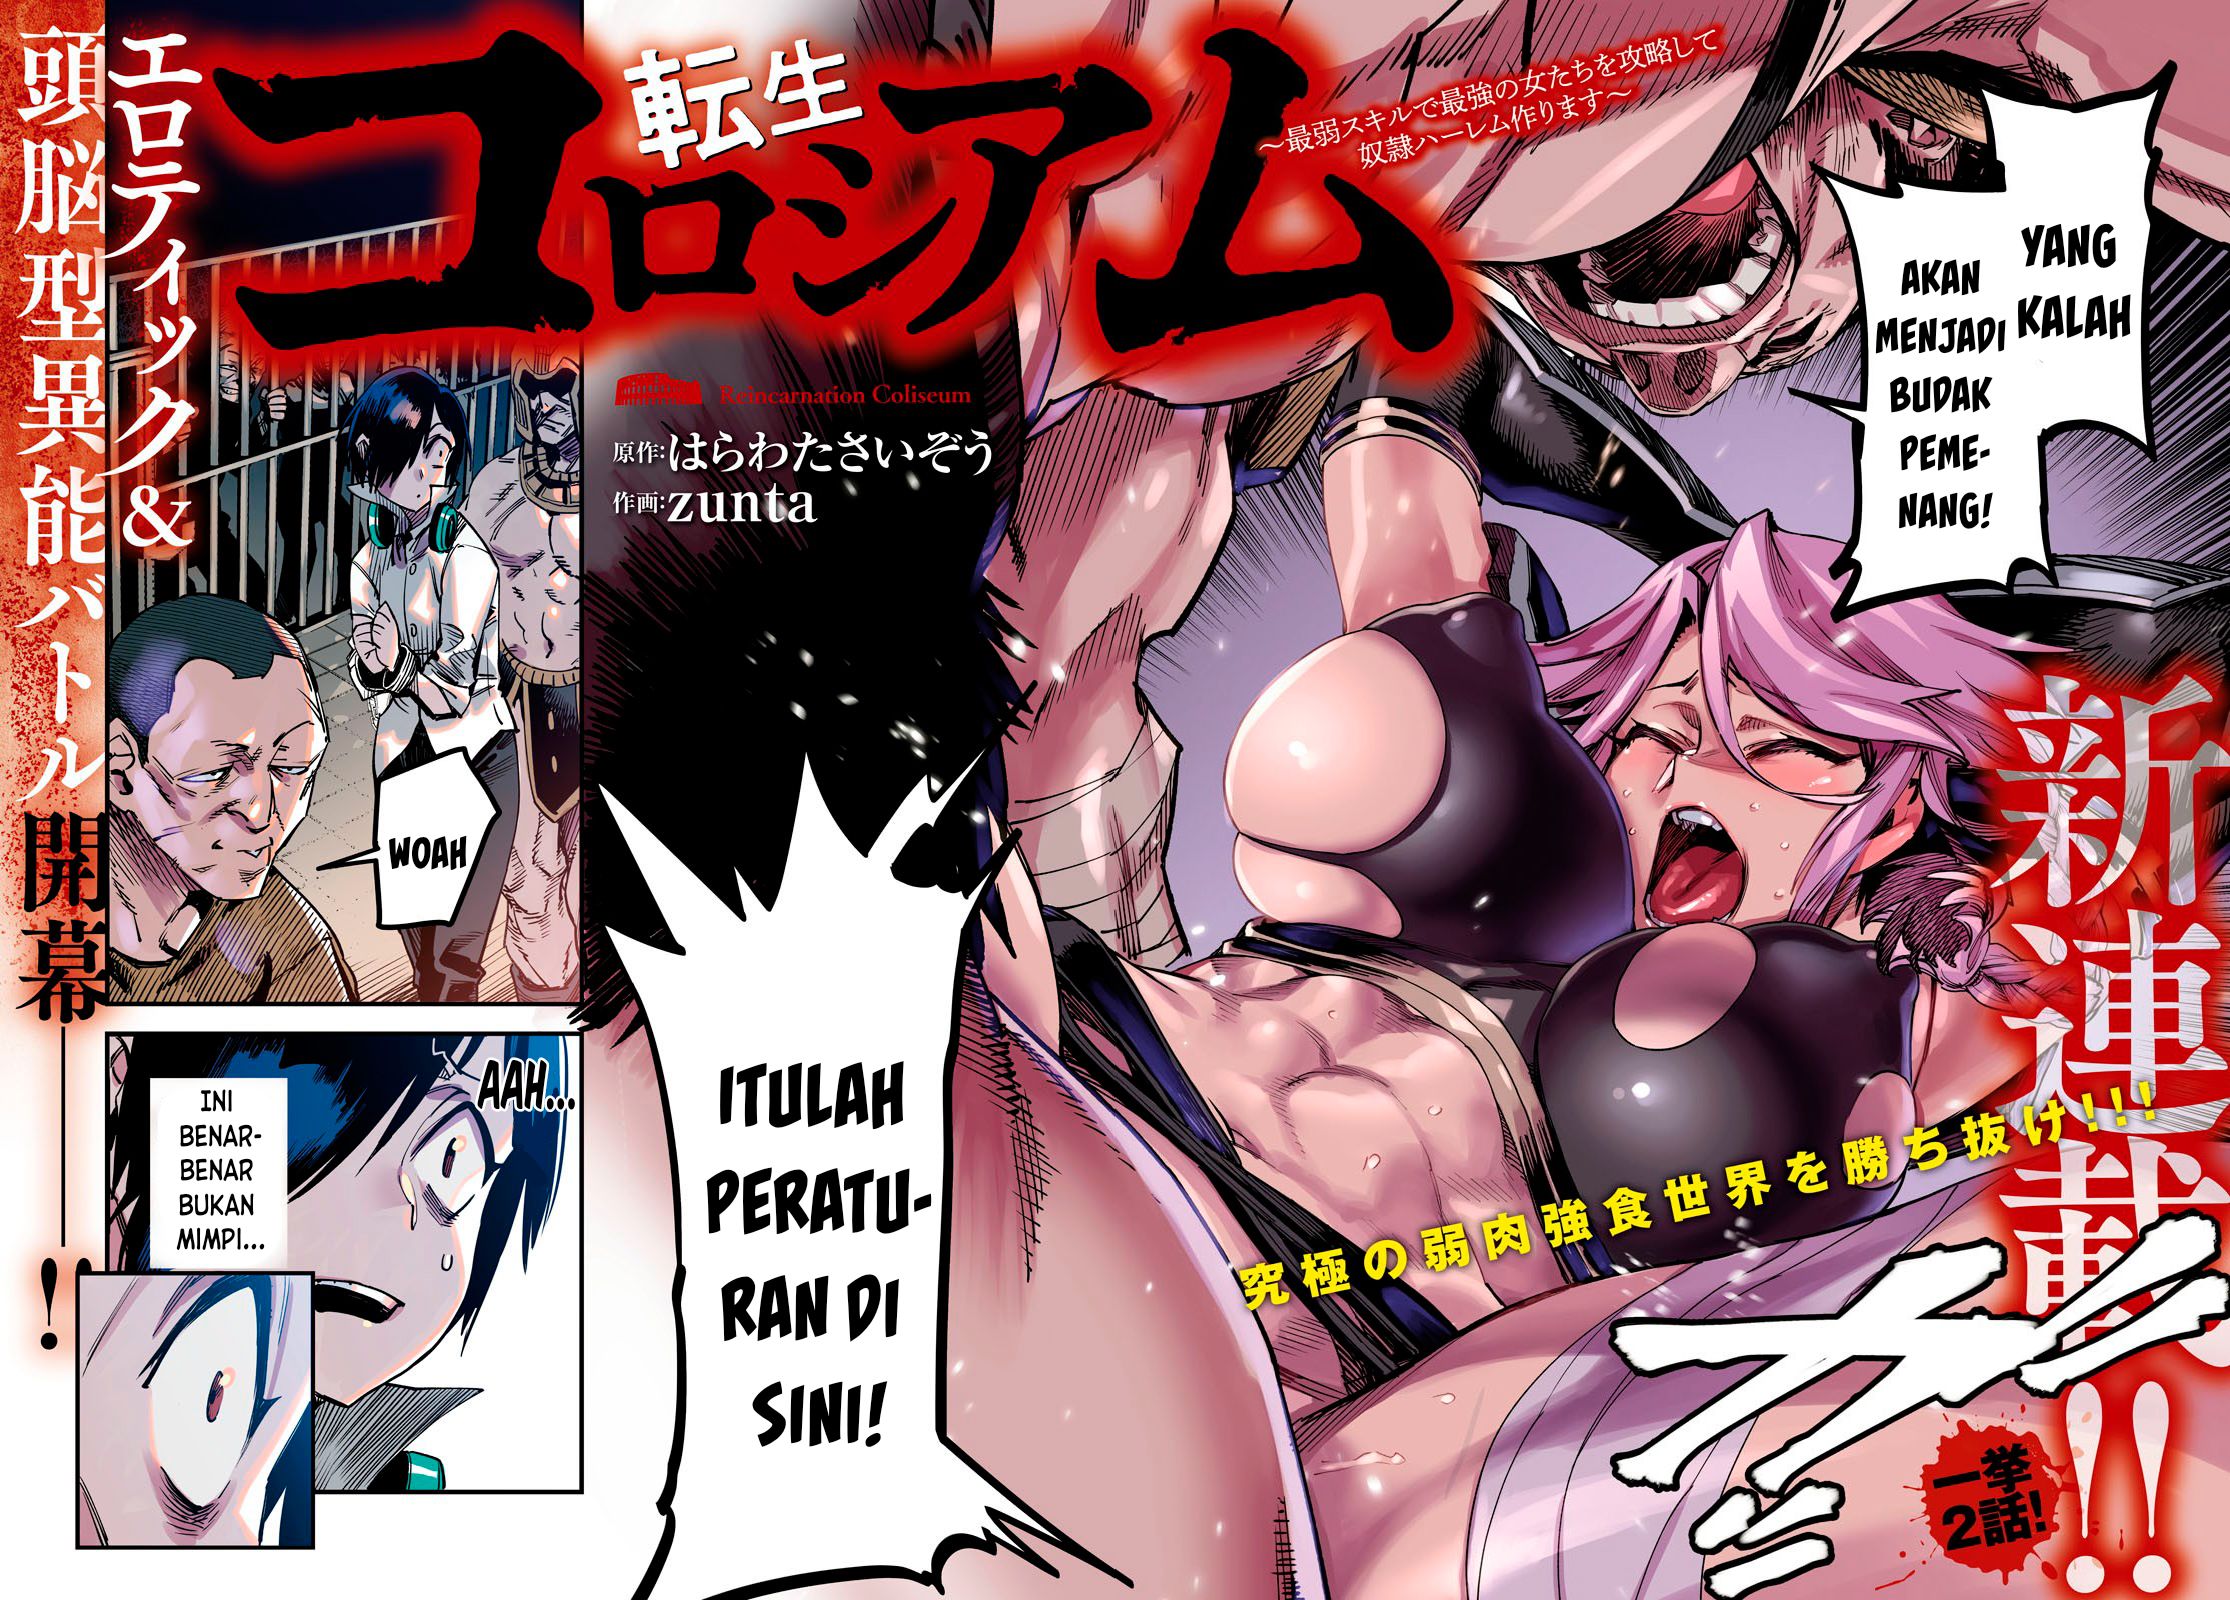 新連載!!
一挙
2話!
YANG
KALAH
AKAN
MENJADI
BUDAK
PEME-
NANG!
～最弱スキルで最強の女たちを攻略して
奴隷ハーレム作ります～
転生
コロシアム
Reincarnation Coliseum
原作:はらわたさいぞう
作画:zunta
究極の弱肉強食世界を勝ち抜け!!!
ITULAH
PERATU-
RAN DI
SINI!
WOAH
AAH...
INI
BENAR-
BENAR
BUKAN
MIMPI...
エロティック&
頭脳型異能バトル開幕──!